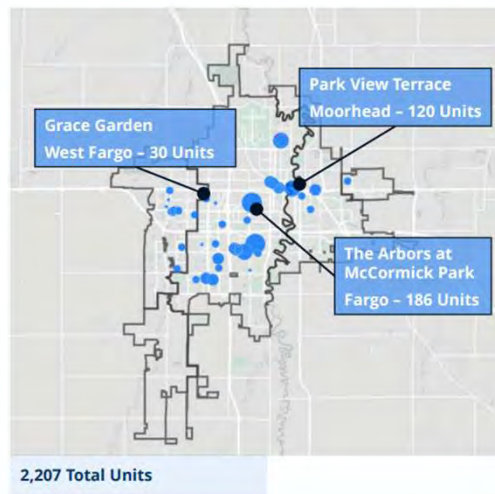 Park View Terrace
Moorhead – 120 Units
Grace Garden
West Fargo – 30 Units
The Arbors at
McCormick Park
Fargo – 186 Units
2,207 Total Units